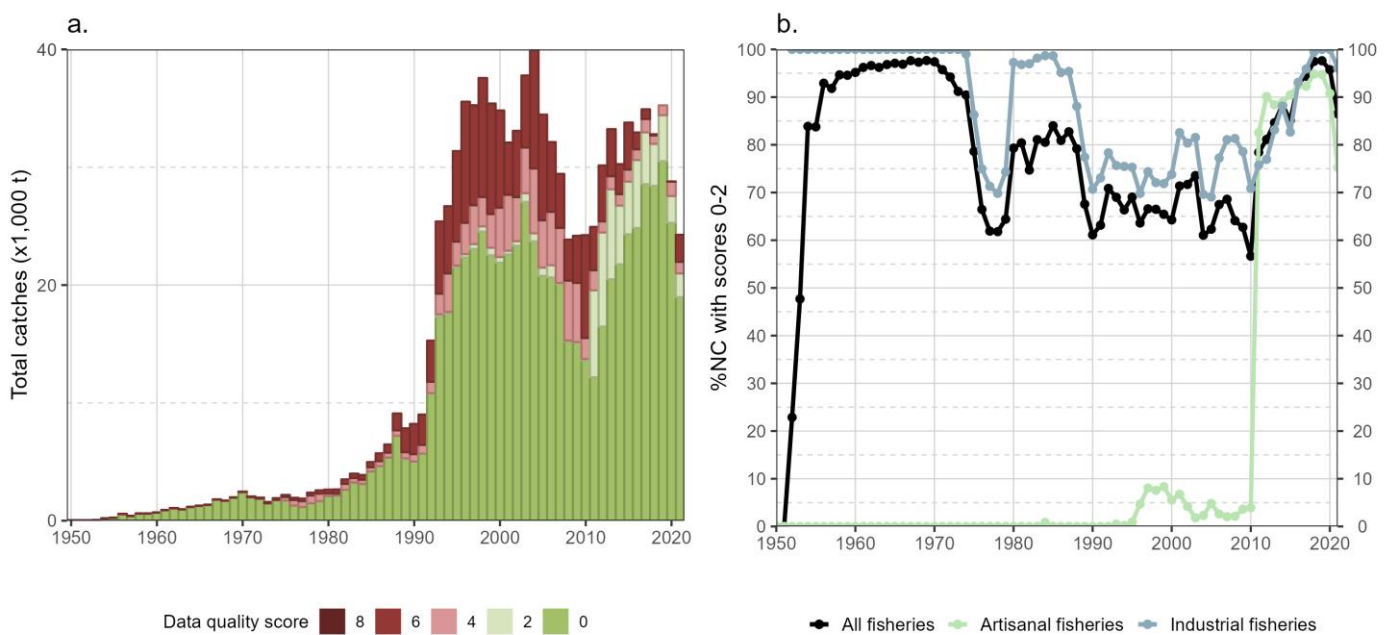 a.
Total catches (x1,000 t)
40
20
0
1950 1960 1970 1980 1990 2000 2010 2020
Data quality score 8 6 4 2 0
b.
%NC with scores 0-2
100 100
90 90
80 80
70 70
60 60
50 50
40 40
30 30
20 20
10 10
0 0
1950 1960 1970 1980 1990 2000 2010 2020
All fisheries Artisanal fisheries Industrial fisheries